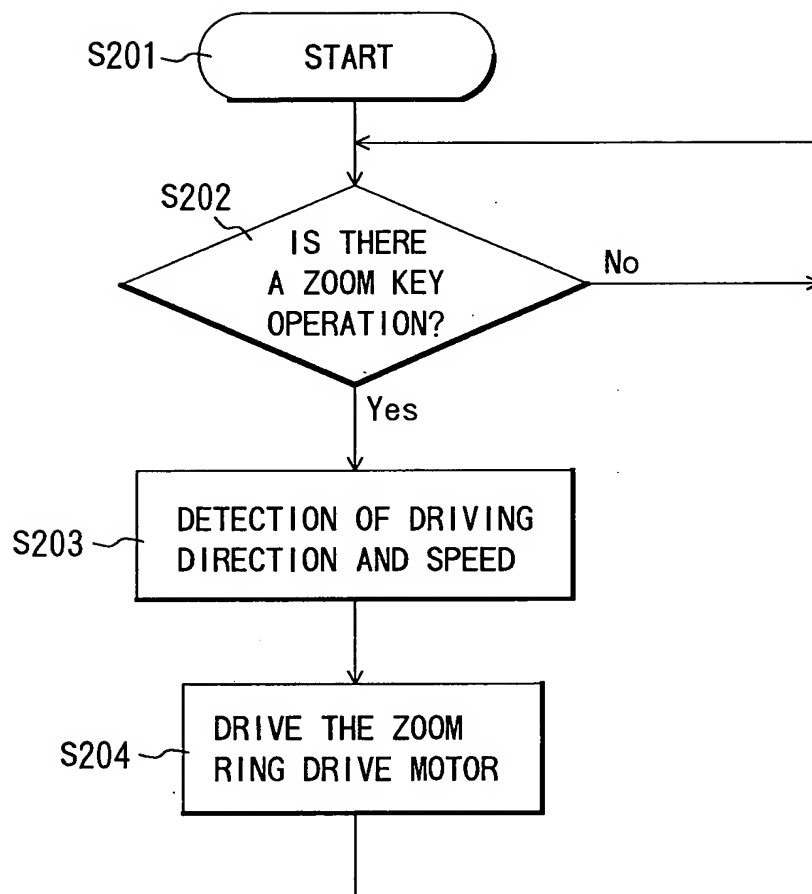 S201
START
S202
IS THERE
A ZOOM KEY
OPERATION?
No
Yes
S203
DETECTION OF DRIVING
DIRECTION AND SPEED
S204
DRIVE THE ZOOM
RING DRIVE MOTOR